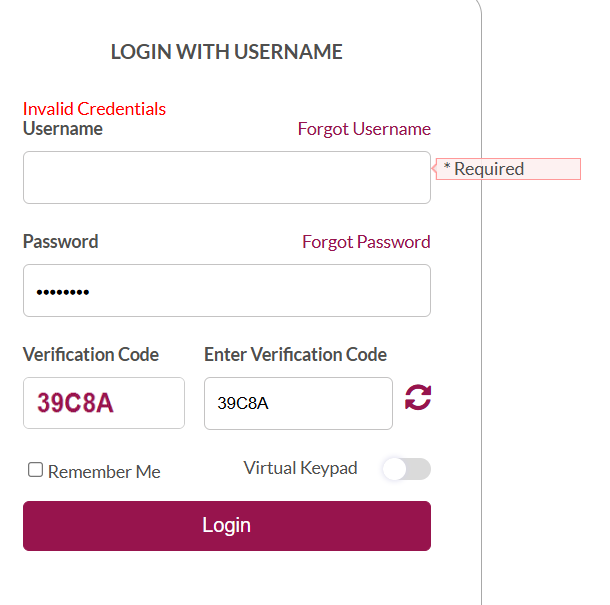 LOGIN WITH USERNAME
Invalid Credentials
Username Forgot Username
* Required
Password Forgot Password
••••••••
Verification Code Enter Verification Code
39C8A 39C8A
Remember Me Virtual Keypad
Login